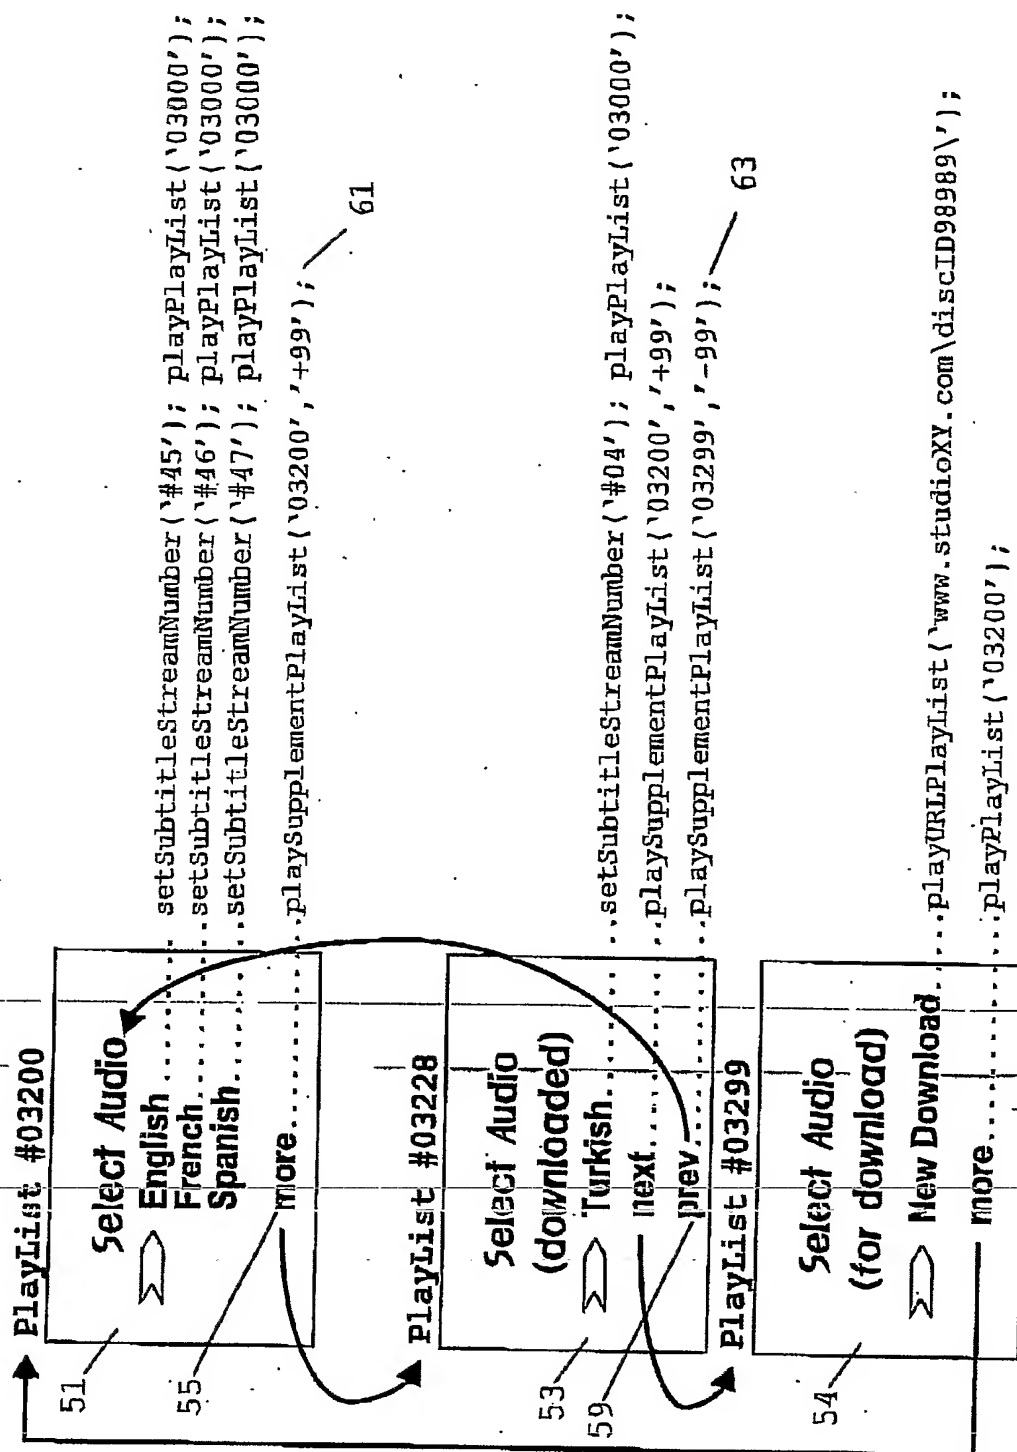 PlayList #03200
51
Select Audio
English.......... setSubtitleStreamNumber('#45'); playPlayList('03000');
French..........setSubtitleStreamNumber('#46'); playPlayList('03000');
Spanish..........setSubtitleStreamNumber('#47'); playPlayList('03000');
55
more..........playSupplementPlayList('03200','+99');
61
PlayList #03228
53
Select Audio
(downloaded)
Turkish..........setSubtitleStreamNumber('#04'); playPlayList('03000');
next..........playSupplementPlayList('03200','+99');
59
prev..........playSupplementPlayList('03299','-99');
63
PlayList #03299
54
Select Audio
(for download)
New Download.....playURLPlayList('www.studioXY.com\discID98989\');
more..........playPlayList('03200');